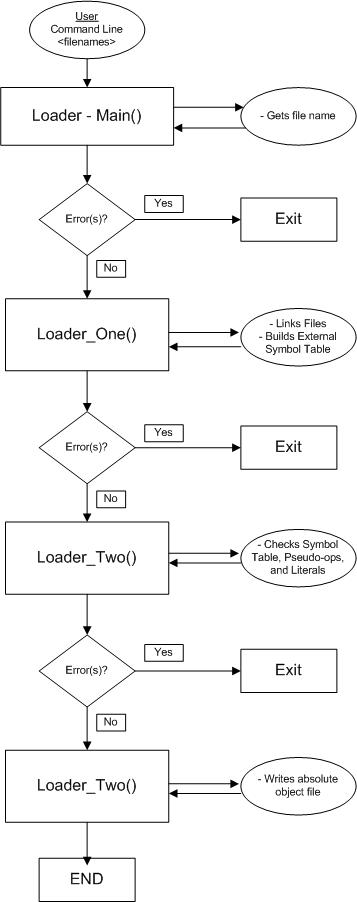 User
Command Line
<filenames>
Loader - Main()
- Gets file name
Error(s)?
Yes
Exit
No
Loader_One()
- Links Files
- Builds External
Symbol Table
Error(s)?
Yes
Exit
No
Loader_Two()
- Checks Symbol
Table, Pseudo-ops,
and Literals
Error(s)?
Yes
Exit
No
Loader_Two()
- Writes absolute
object file
END